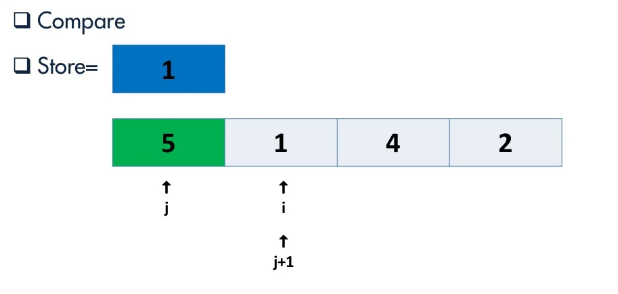 ❑ Compare
❑ Store= 1
5 1 4 2
↑ ↑
j i
↑
j+1